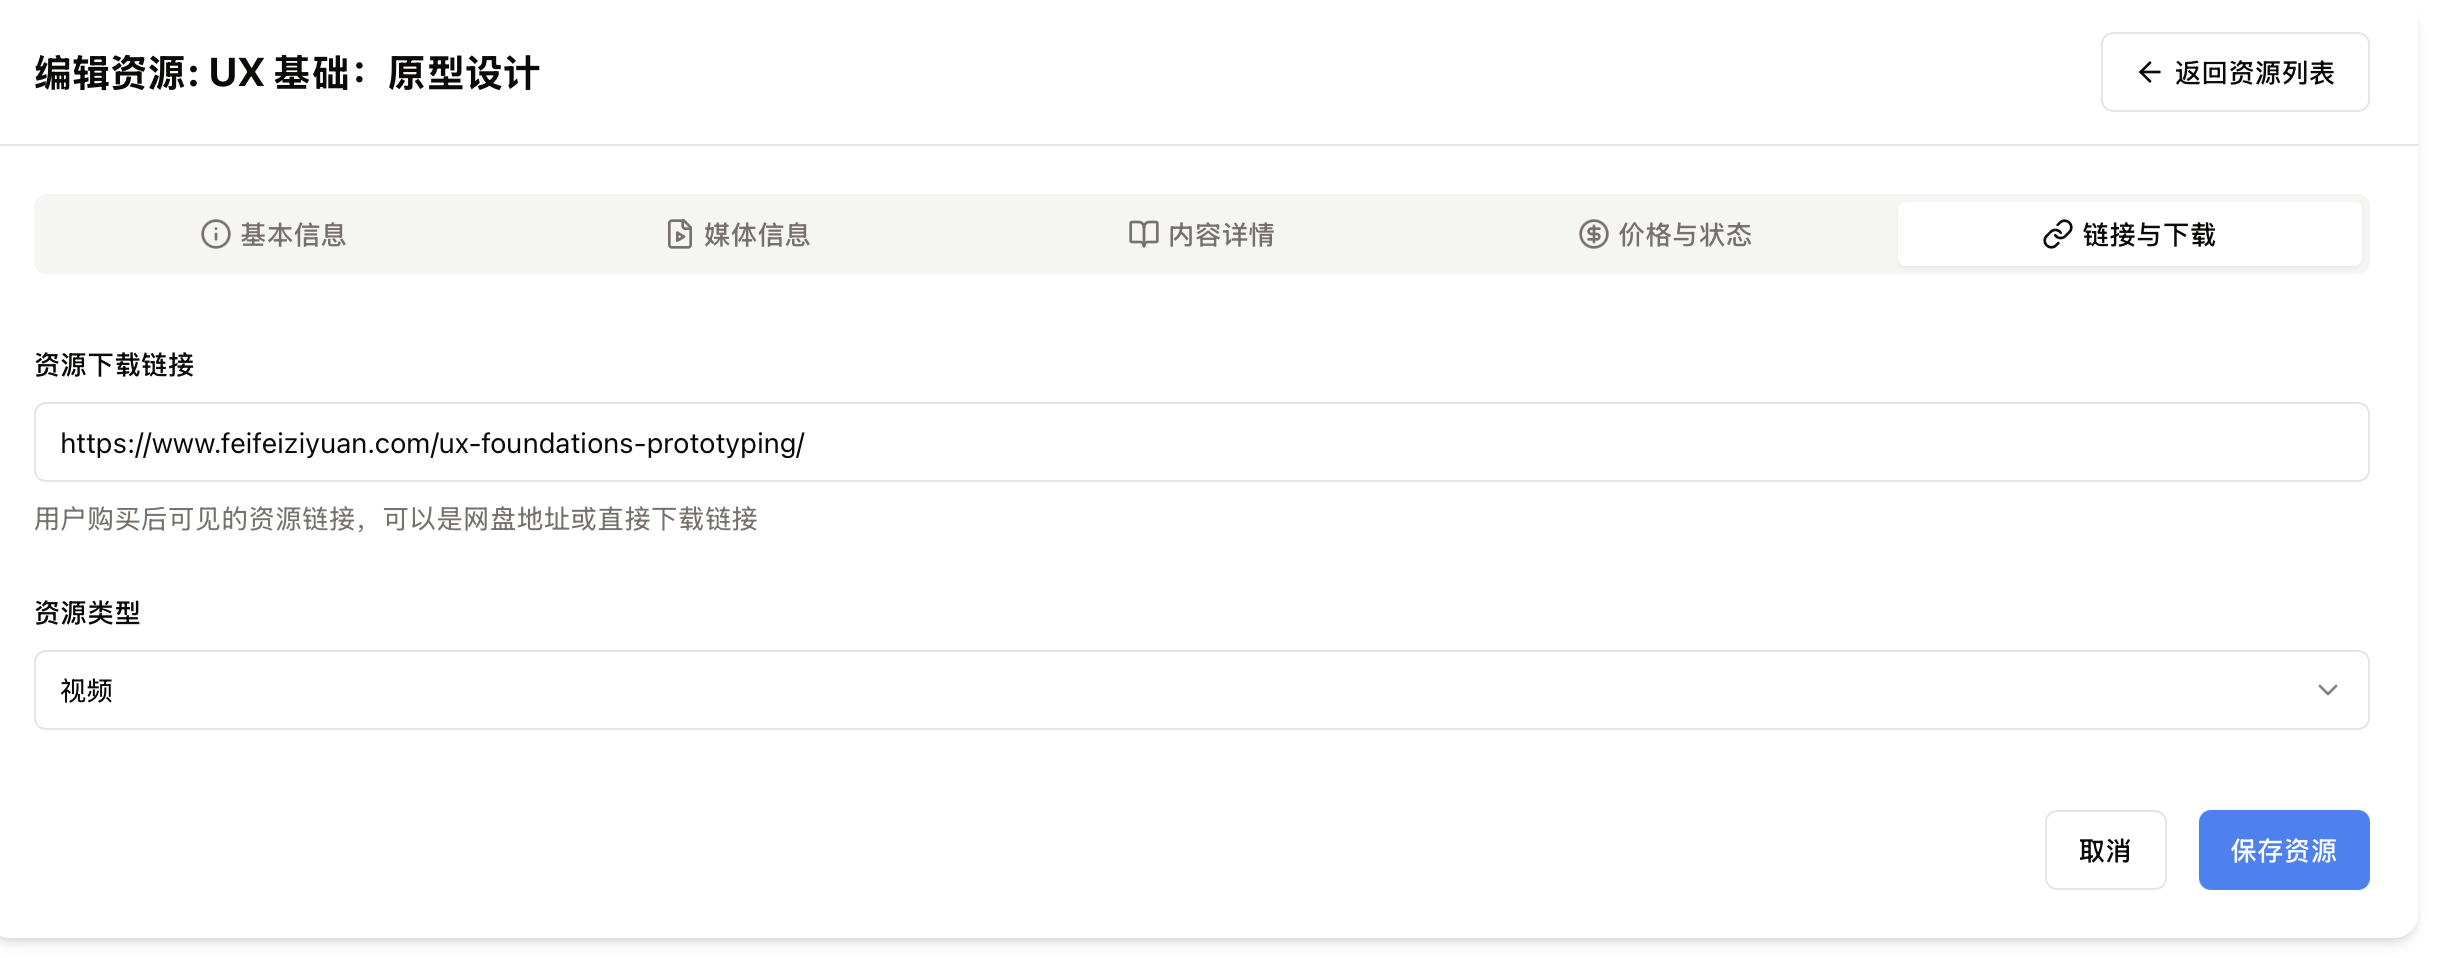 编辑资源: UX 基础：原型设计
返回资源列表
基本信息
媒体信息
内容详情
价格与状态
链接与下载
资源下载链接
https://www.feifeiziyuan.com/ux-foundations-prototyping/
用户购买后可见的资源链接，可以是网盘地址或直接下载链接
资源类型
视频
取消
保存资源